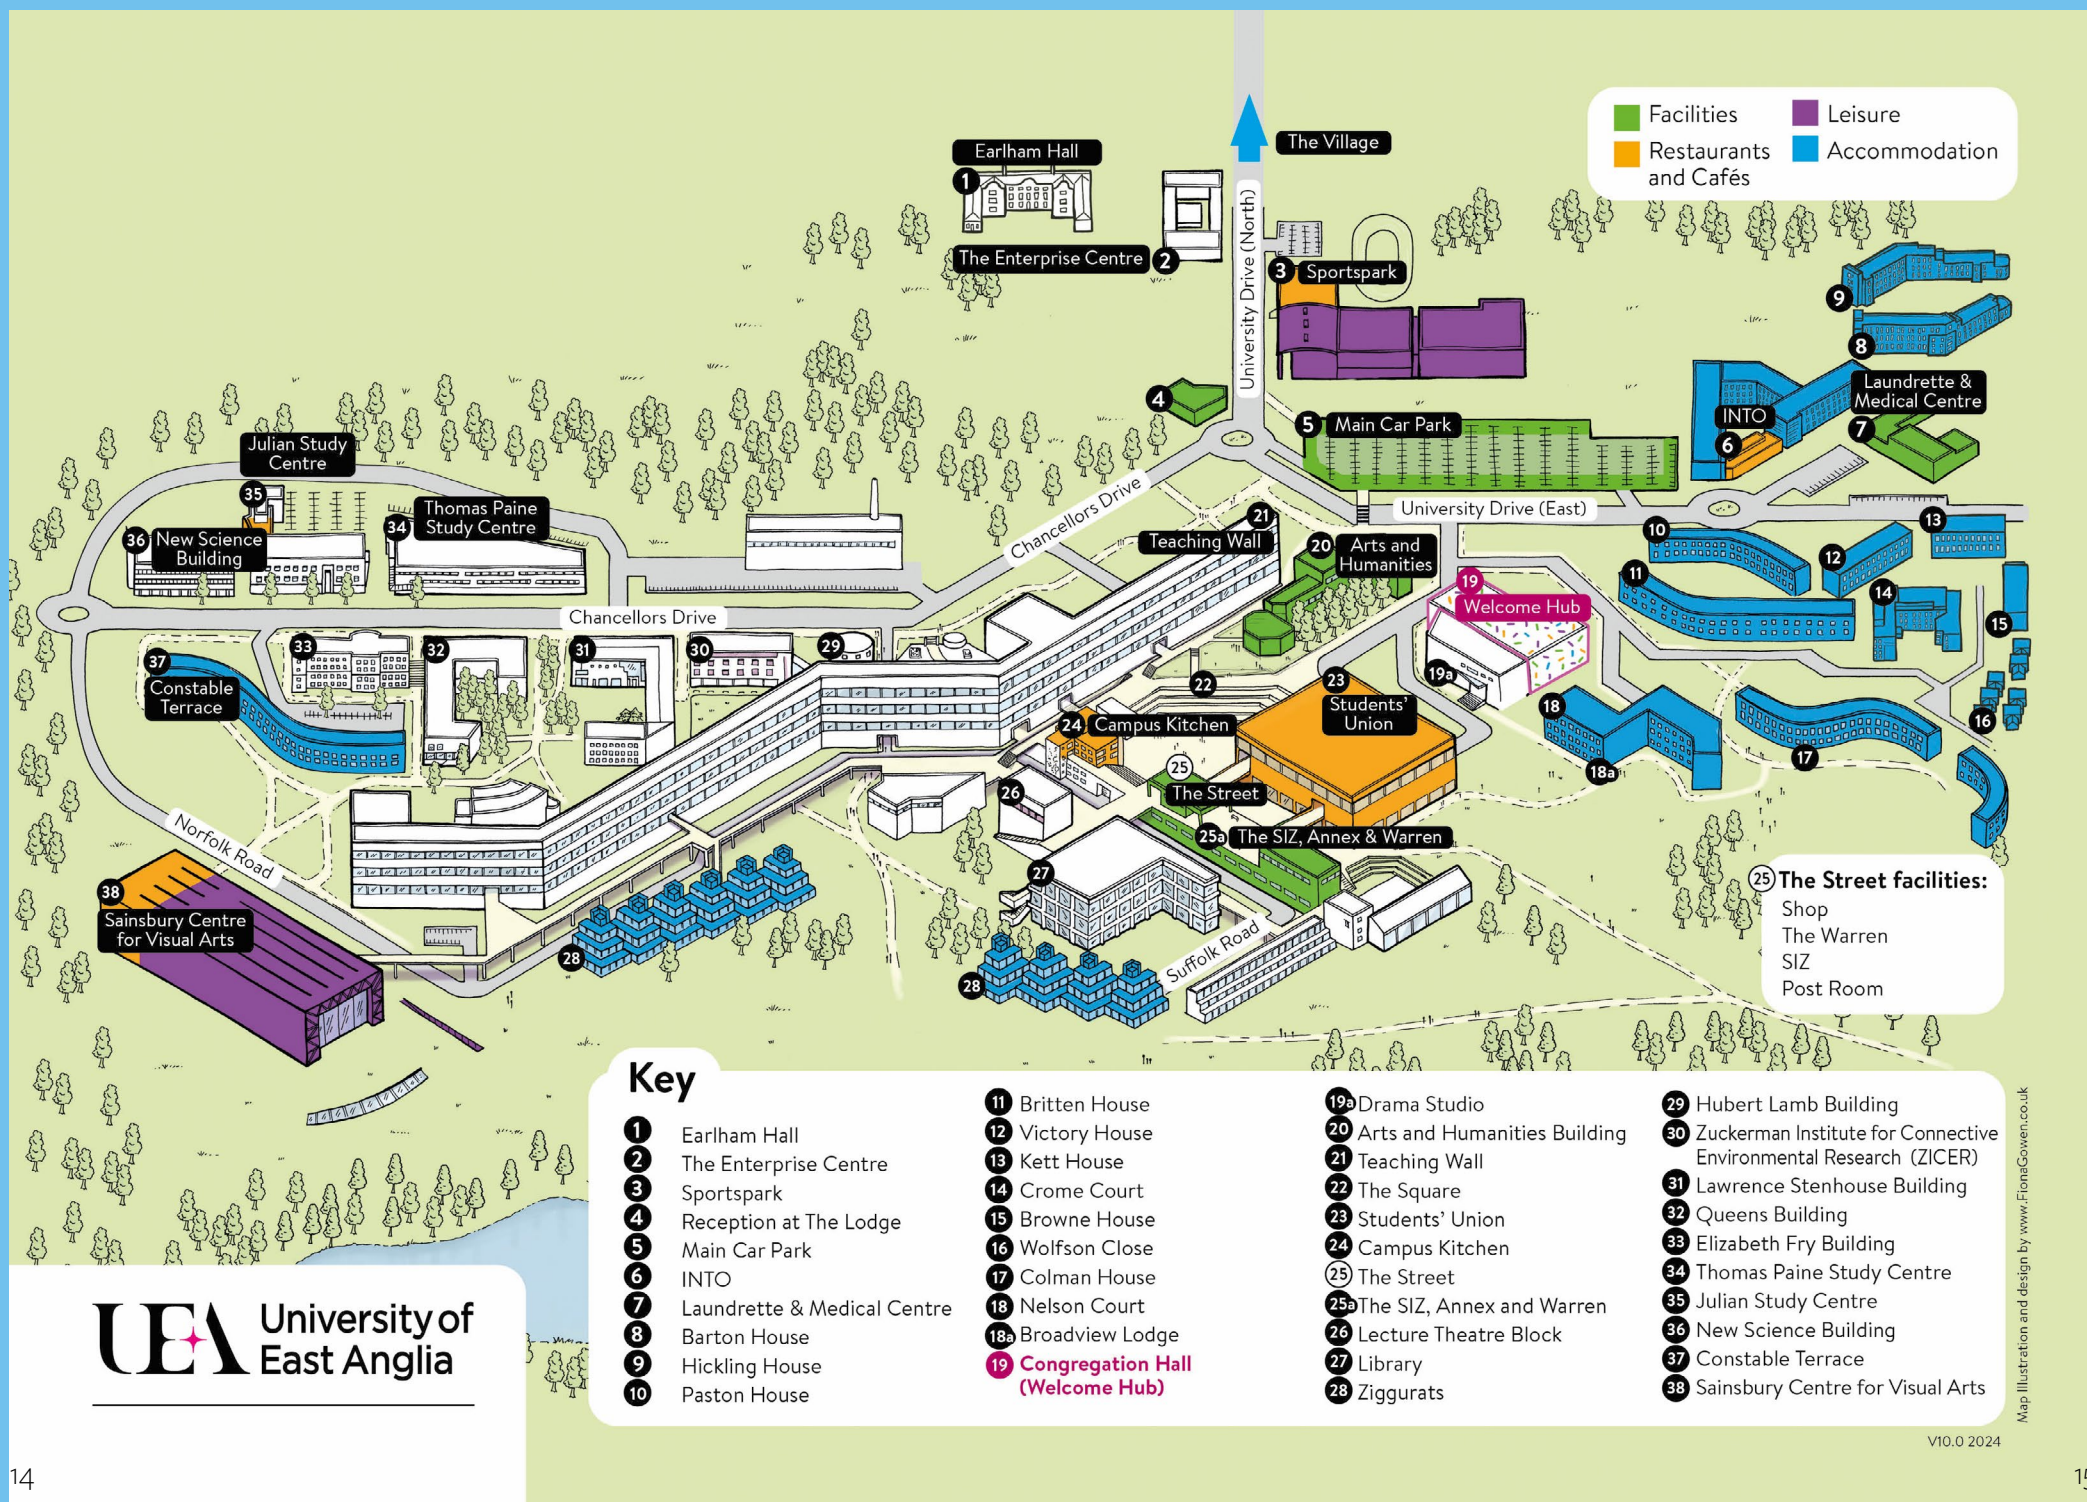 Facilities
Leisure
Restaurants
and Cafés
Accommodation
The Village
Earlham Hall
1
The Enterprise Centre 2
University Drive (North)
3 Sportspark
9
8
4
5 Main Car Park
INTO
6
Laundrette &
Medical Centre
7
Julian Study
Centre
35
Thomas Paine
Study Centre
34
36 New Science
Building
Chancellors Drive
University Drive (East)
21
Teaching Wall
20 Arts and
Humanities
10
11
12
13
14
15
16
17
18
18a
19
Welcome Hub
19a
Chancellors Drive
37
Constable
Terrace
33
32
31
30
29
22
23
Students'
Union
24 Campus Kitchen
25
The Street
25a The SIZ, Annex & Warren
26
27
Norfolk Road
38
Sainsbury Centre
for Visual Arts
28
28
Suffolk Road
25 The Street facilities:
Shop
The Warren
SIZ
Post Room
Key
1 Earlham Hall
2 The Enterprise Centre
3 Sportspark
4 Reception at The Lodge
5 Main Car Park
6 INTO
7 Laundrette & Medical Centre
8 Barton House
9 Hickling House
10 Paston House
11 Britten House
12 Victory House
13 Kett House
14 Crome Court
15 Browne House
16 Wolfson Close
17 Colman House
18 Nelson Court
18a Broadview Lodge
19 Congregation Hall
(Welcome Hub)
19a Drama Studio
20 Arts and Humanities Building
21 Teaching Wall
22 The Square
23 Students' Union
24 Campus Kitchen
25 The Street
25a The SIZ, Annex and Warren
26 Lecture Theatre Block
27 Library
28 Ziggurats
29 Hubert Lamb Building
30 Zuckerman Institute for Connective
Environmental Research (ZICER)
31 Lawrence Stenhouse Building
32 Queens Building
33 Elizabeth Fry Building
34 Thomas Paine Study Centre
35 Julian Study Centre
36 New Science Building
37 Constable Terrace
38 Sainsbury Centre for Visual Arts
Map Illustration and design by www.FionaGowen.co.uk
V10.0 2024
UEA
University of
East Anglia
14
15